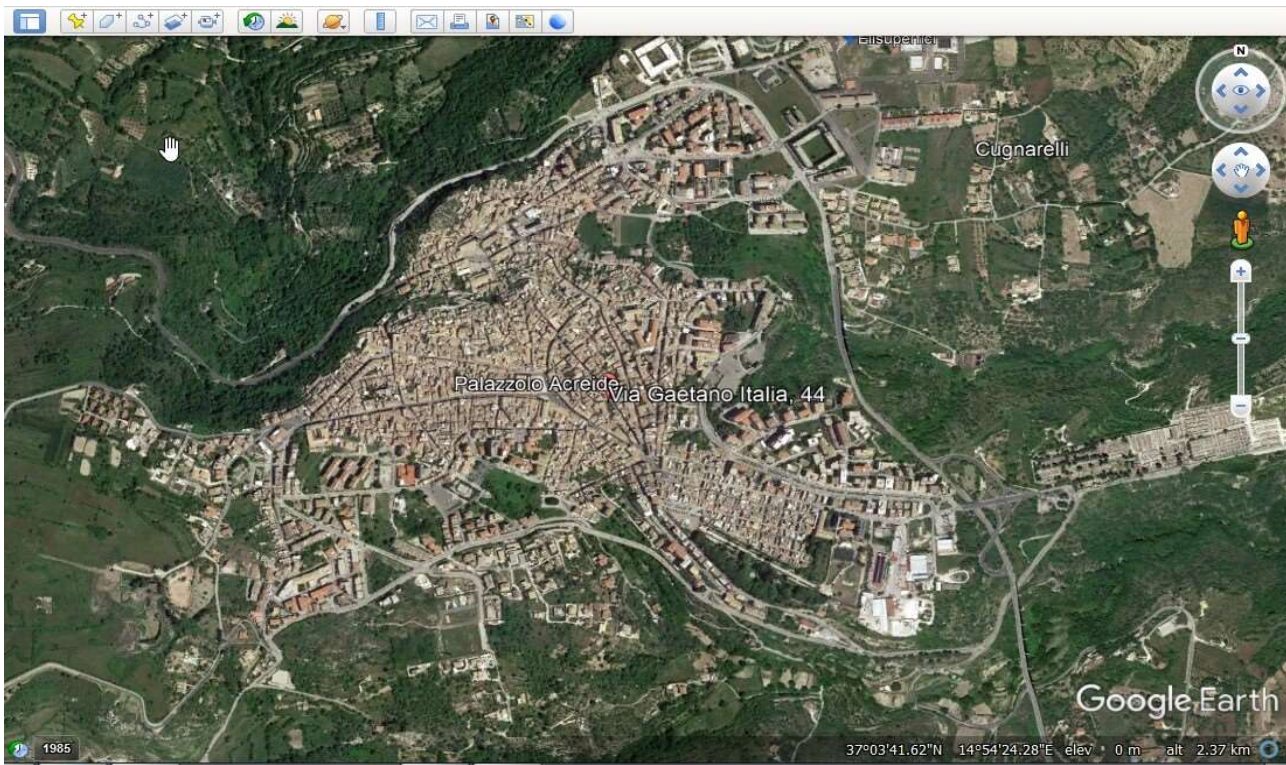 Elisuperfici
N
Cugnarelli
Palazzolo Acreide
Via Gaetano Italia, 44
Google Earth
1985
37°03'41.62"N 14°54'24.28"E elev 0 m alt 2.37 km